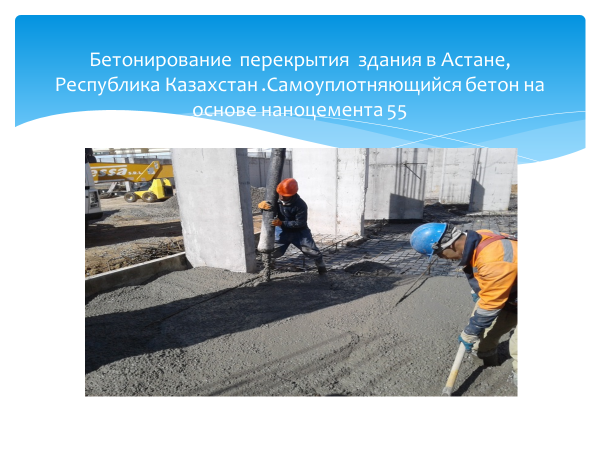 Бетонирование перекрытия здания в Астане,
Республика Казахстан .Самоуплотняющийся бетон на
основе наноцемента 55